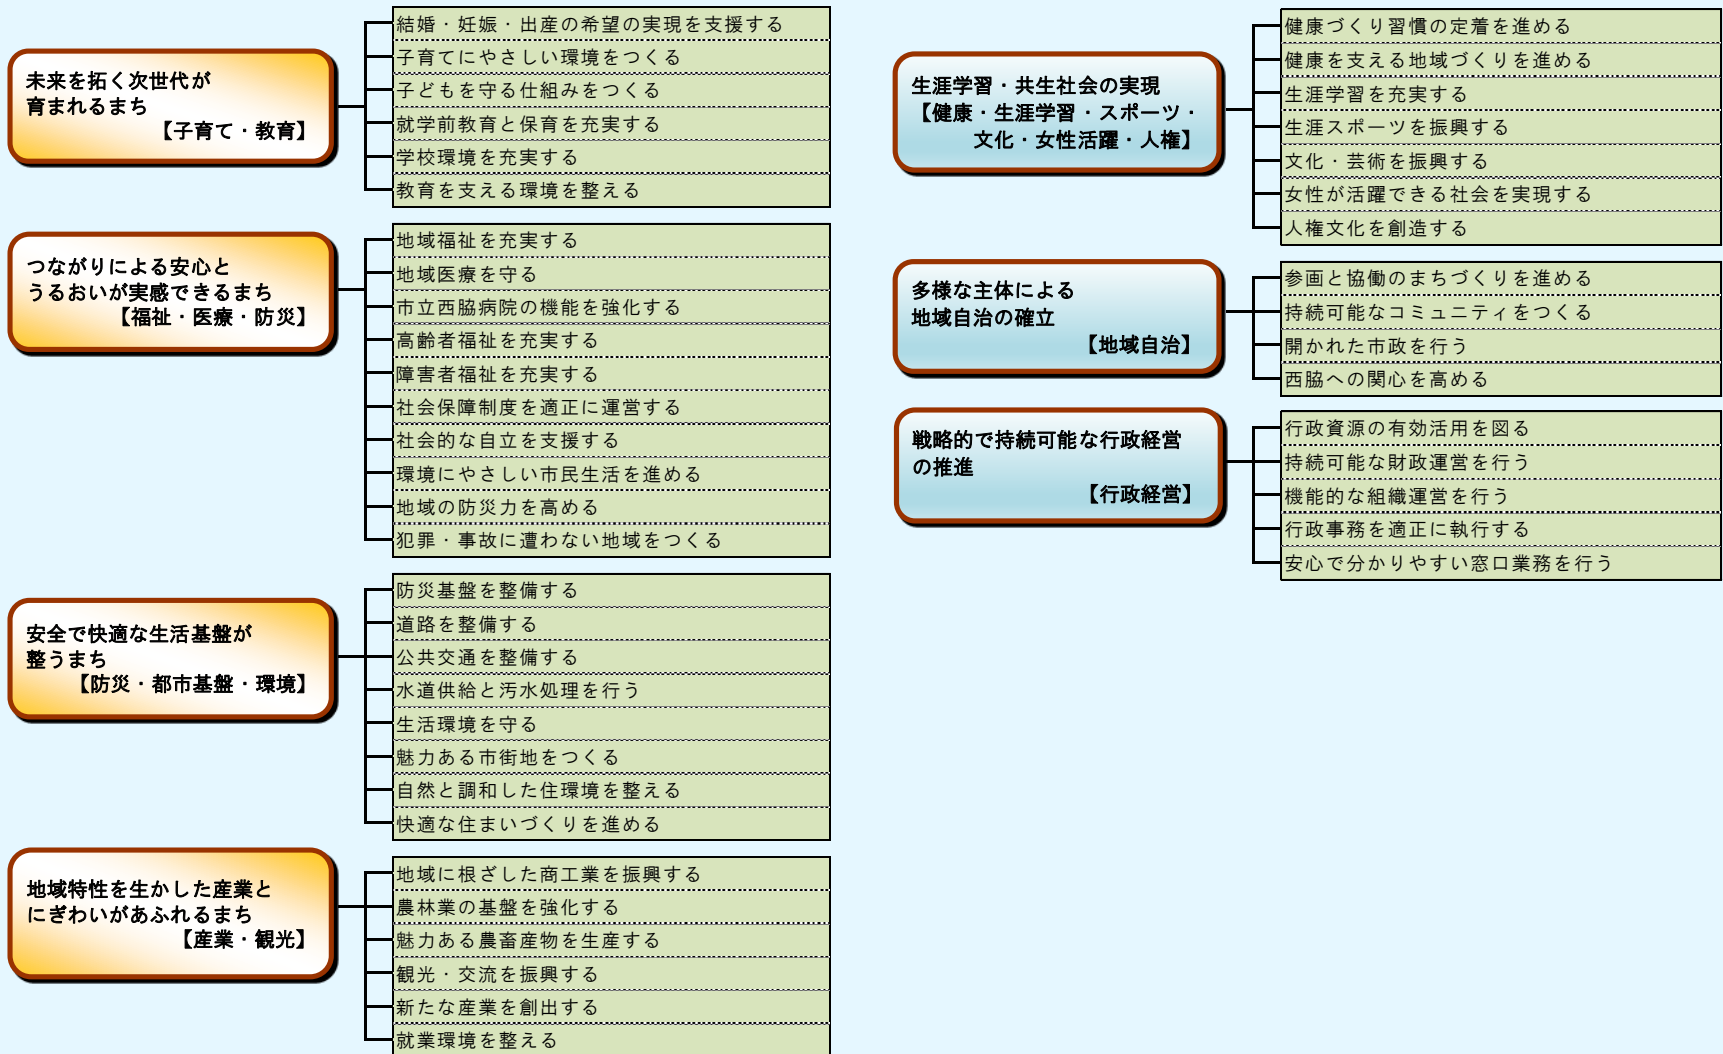 未来を拓く次世代が
育まれるまち
【子育て・教育】
結婚・妊娠・出産の希望の実現を支援する
子育てにやさしい環境をつくる
子どもを守る仕組みをつくる
就学前教育と保育を充実する
学校環境を充実する
教育を支える環境を整える
つながりによる安心と
うるおいが実感できるまち
【福祉・医療・防災】
地域福祉を充実する
地域医療を守る
市立西脇病院の機能を強化する
高齢者福祉を充実する
障害者福祉を充実する
社会保障制度を適正に運営する
社会的な自立を支援する
環境にやさしい市民生活を進める
地域の防災力を高める
犯罪・事故に遭わない地域をつくる
安全で快適な生活基盤が
整うまち
【防災・都市基盤・環境】
防災基盤を整備する
道路を整備する
公共交通を整備する
水道供給と汚水処理を行う
生活環境を守る
魅力ある市街地をつくる
自然と調和した住環境を整える
快適な住まいづくりを進める
地域特性を生かした産業と
にぎわいがあふれるまち
【産業・観光】
地域に根ざした商工業を振興する
農林業の基盤を強化する
魅力ある農畜産物を生産する
観光・交流を振興する
新たな産業を創出する
就業環境を整える
生涯学習・共生社会の実現
【健康・生涯学習・スポーツ・
文化・女性活躍・人権】
健康づくり習慣の定着を進める
健康を支える地域づくりを進める
生涯学習を充実する
生涯スポーツを振興する
文化・芸術を振興する
女性が活躍できる社会を実現する
人権文化を創造する
多様な主体による
地域自治の確立
【地域自治】
参画と協働のまちづくりを進める
持続可能なコミュニティをつくる
開かれた市政を行う
西脇への関心を高める
戦略的で持続可能な行政経営
の推進
【行政経営】
行政資源の有効活用を図る
持続可能な財政運営を行う
機能的な組織運営を行う
行政事務を適正に執行する
安心で分かりやすい窓口業務を行う